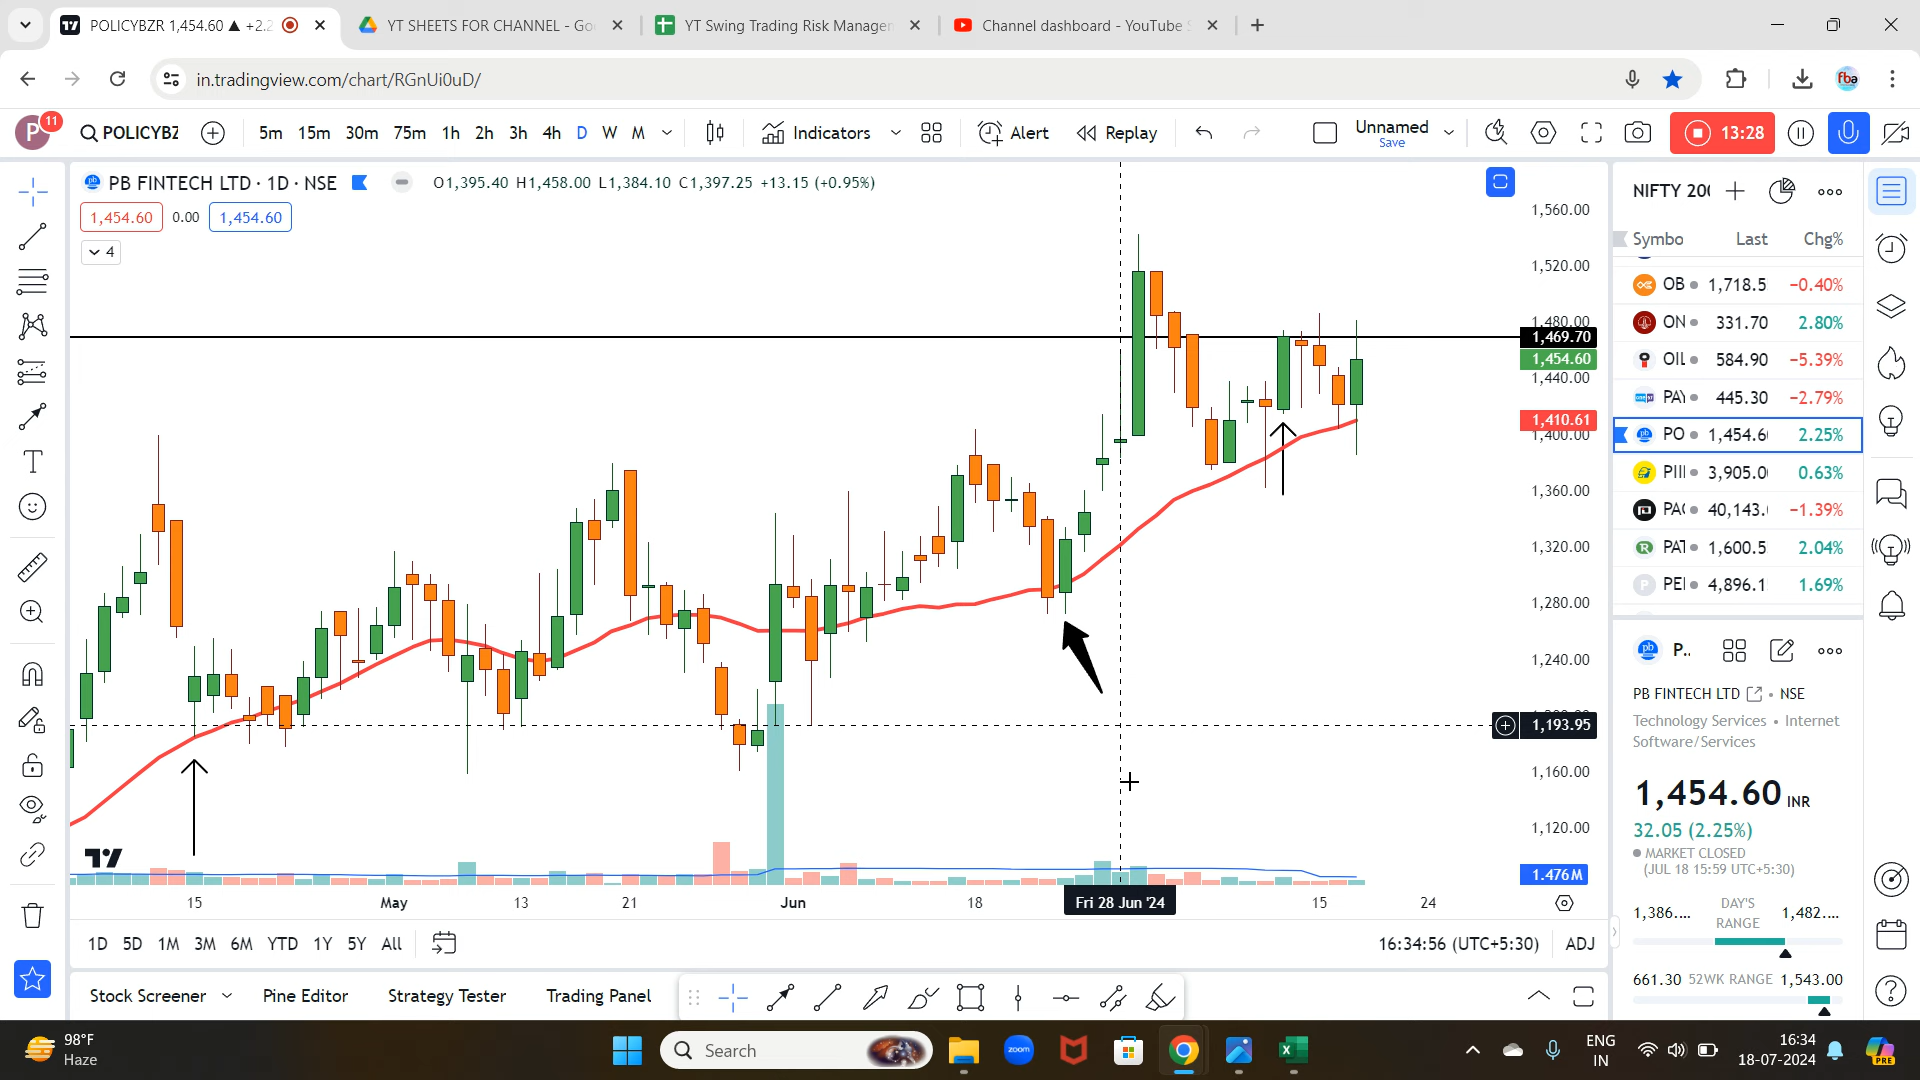 POLICYBZR 1,454.60 ▲ +2.2
YT SHEETS FOR CHANNEL - Go
YT Swing Trading Risk Managem
Channel dashboard - YouTube S
in.tradingview.com/chart/RGnUi0uD/
fba
P 11
POLICYBZ
5m 15m 30m 75m 1h 2h 3h 4h D W M
Indicators
Alert
Replay
Unnamed
Save
13:28
PB FINTECH LTD · 1D · NSE
O1,395.40 H1,458.00 L1,384.10 C1,397.25 +13.15 (+0.95%)
1,454.60 0.00 1,454.60
4
1,560.00
1,520.00
1,480.00
1,469.70
1,454.60
1,440.00
1,410.61
1,400.00
1,360.00
1,320.00
1,280.00
1,240.00
1,193.95
1,160.00
1,120.00
1.476M
15 May 13 21 Jun 18 Fri 28 Jun '24 15 24
1D 5D 1M 3M 6M YTD 1Y 5Y All
16:34:56 (UTC+5:30) ADJ
Stock Screener Pine Editor Strategy Tester Trading Panel
NIFTY 200
Symbo Last Chg%
OB 1,718.5 −0.40%
ON 331.70 2.80%
OIL 584.90 −5.39%
PAY 445.30 −2.79%
PO 1,454.6 2.25%
PIII 3,905.0 0.63%
PAG 40,143. −1.39%
PAT 1,600.5 2.04%
PEI 4,896.1 1.69%
P..
PB FINTECH LTD • NSE
Technology Services • Internet
Software/Services
1,454.60 INR
32.05 (2.25%)
MARKET CLOSED
(JUL 18 15:59 UTC+5:30)
1,386.... DAY'S RANGE 1,482....
661.30 52WK RANGE 1,543.00
98°F
Haze
Search
zoom
ENG
IN
16:34
18-07-2024
PRE